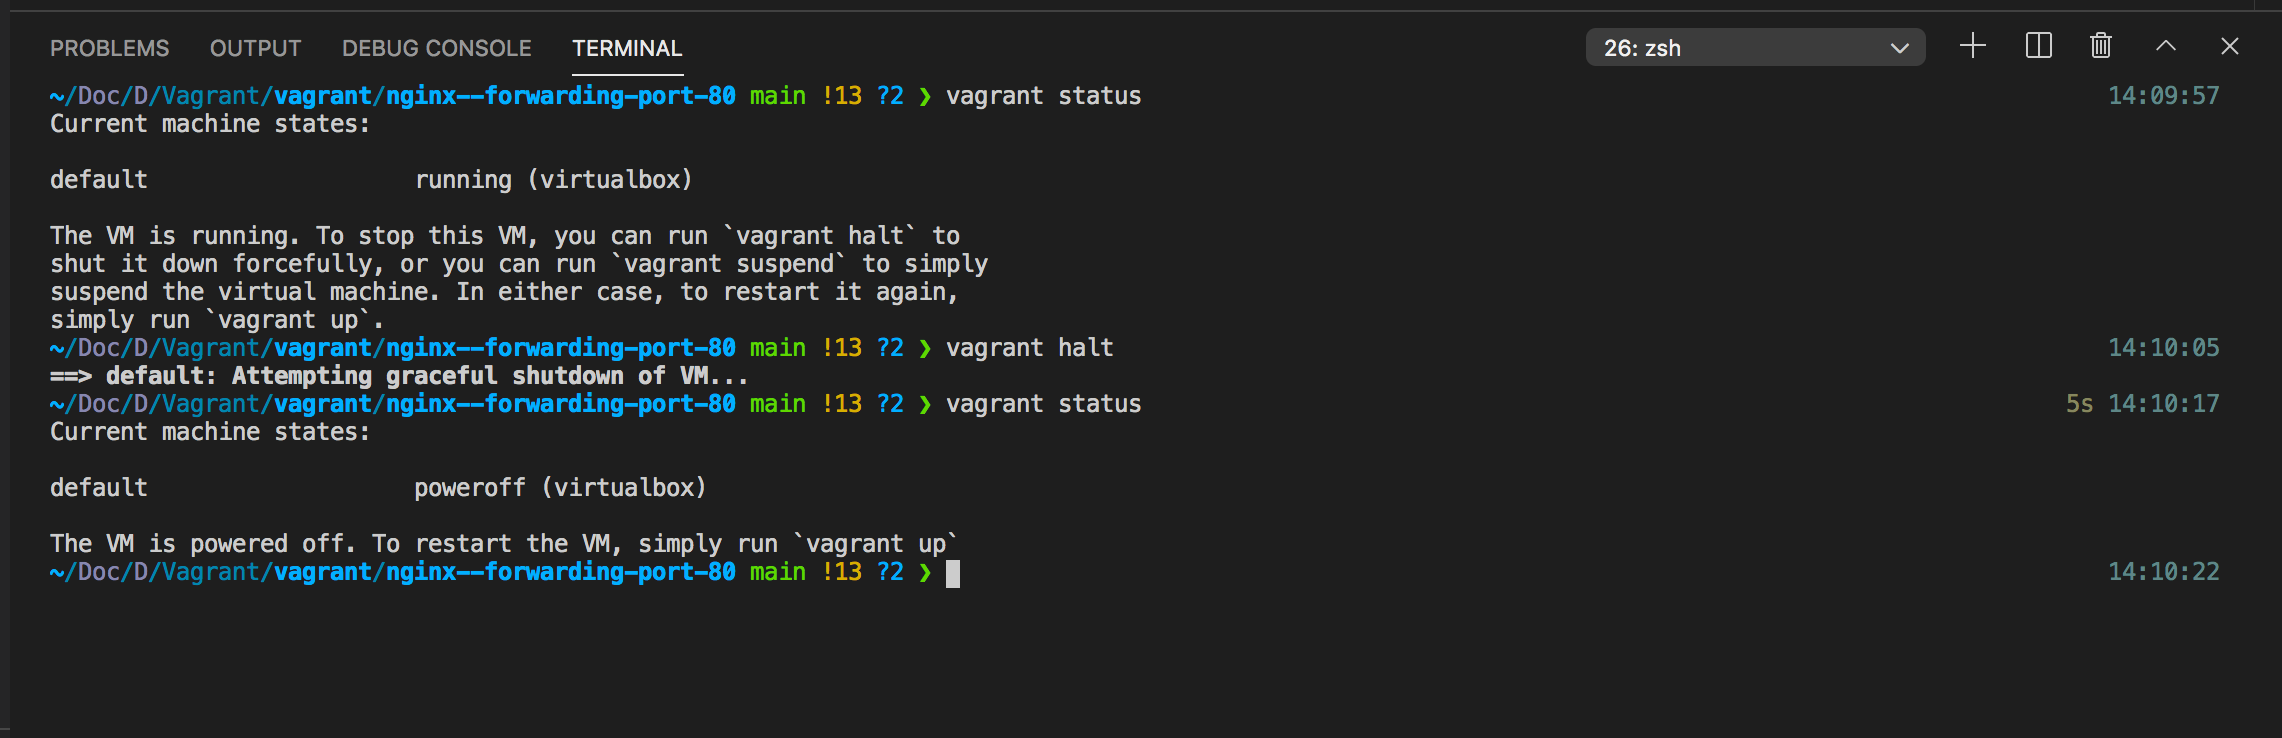 PROBLEMS OUTPUT DEBUG CONSOLE TERMINAL 26: zsh
~/Doc/D/Vagrant/vagrant/nginx--forwarding-port-80 main !13 ?2 ❯ vagrant status 14:09:57
Current machine states:
default running (virtualbox)
The VM is running. To stop this VM, you can run `vagrant halt` to
shut it down forcefully, or you can run `vagrant suspend` to simply
suspend the virtual machine. In either case, to restart it again,
simply run `vagrant up`.
~/Doc/D/Vagrant/vagrant/nginx--forwarding-port-80 main !13 ?2 ❯ vagrant halt 14:10:05
==> default: Attempting graceful shutdown of VM...
~/Doc/D/Vagrant/vagrant/nginx--forwarding-port-80 main !13 ?2 ❯ vagrant status 5s 14:10:17
Current machine states:
default poweroff (virtualbox)
The VM is powered off. To restart the VM, simply run `vagrant up`
~/Doc/D/Vagrant/vagrant/nginx--forwarding-port-80 main !13 ?2 ❯ 14:10:22